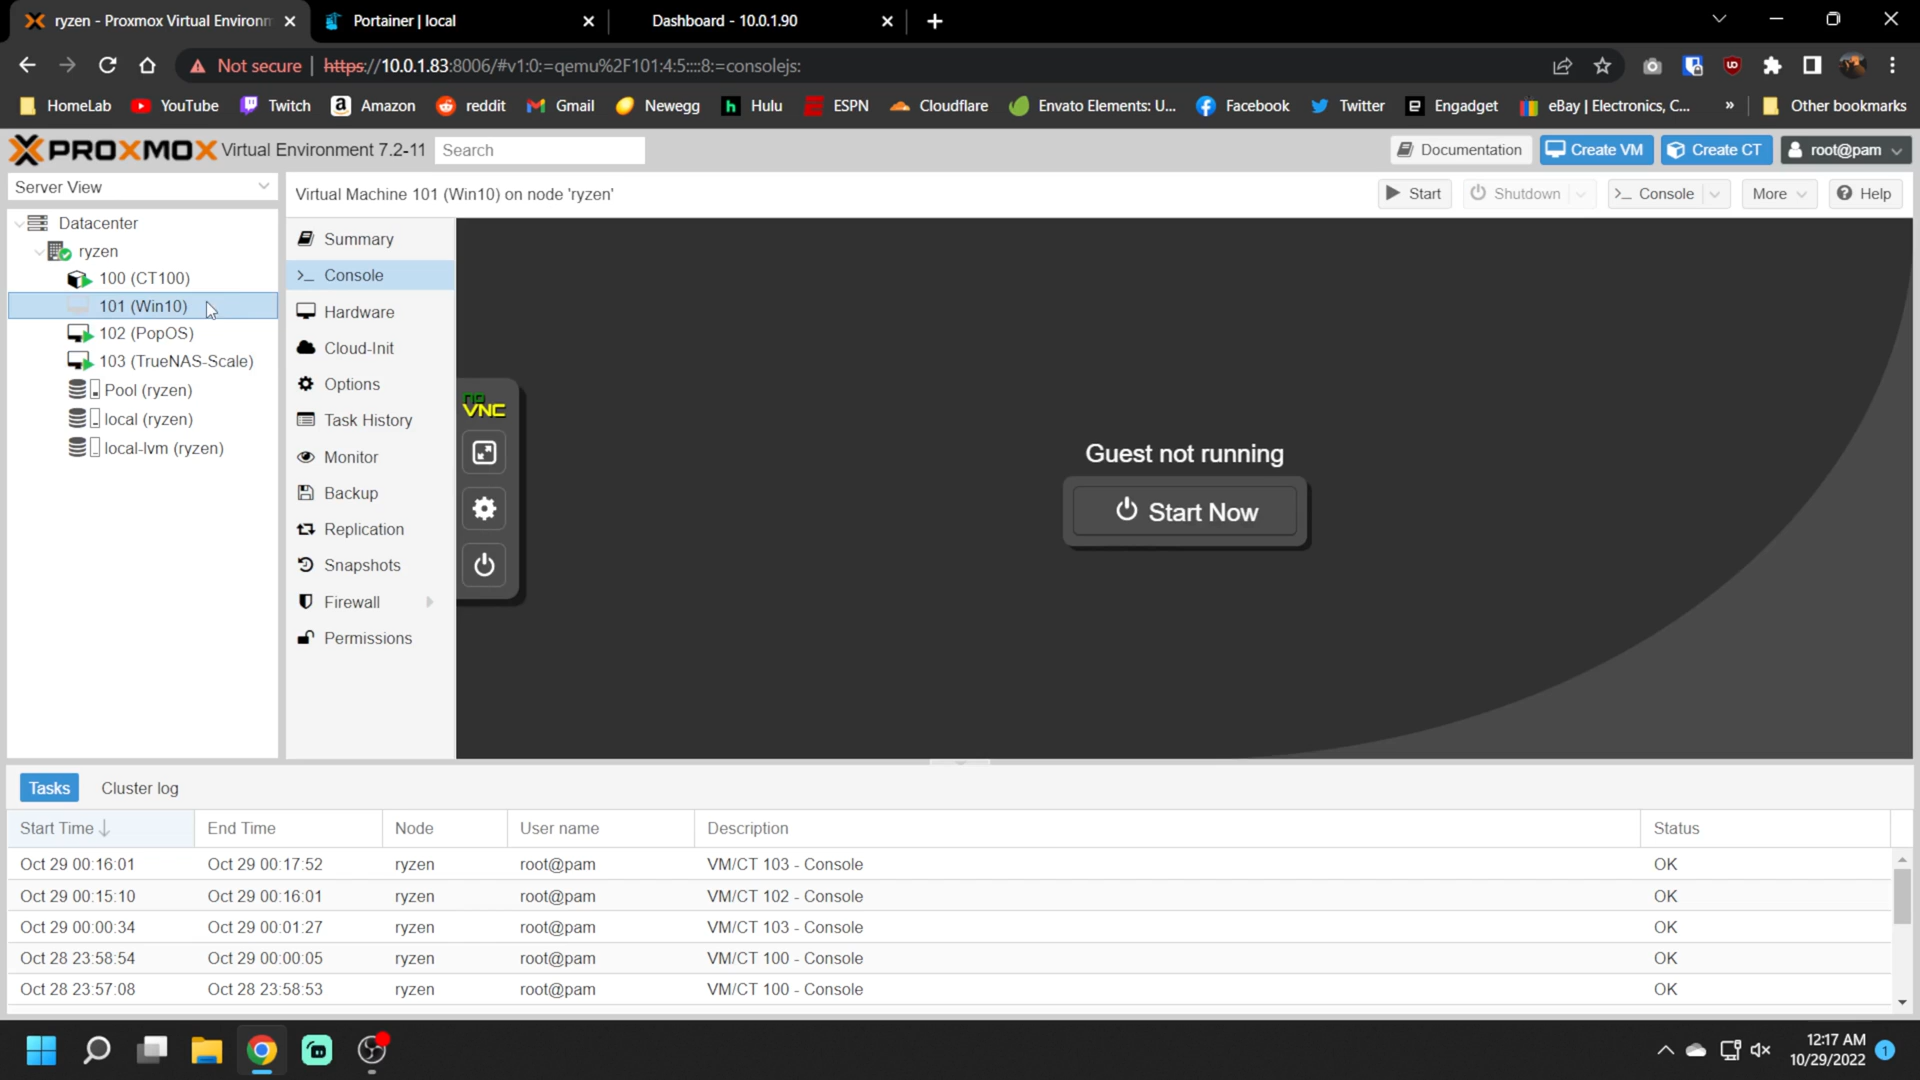 ryzen - Proxmox Virtual Environm
Portainer | local
Dashboard - 10.0.1.90
Not secure | https://10.0.1.83:8006/#v1:0:=qemu%2F101:4:5::::8:=consolejs:
HomeLab
YouTube
Twitch
Amazon
reddit
Gmail
Newegg
Hulu
ESPN
Cloudflare
Envato Elements: U...
Facebook
Twitter
Engadget
eBay | Electronics, C...
»
Other bookmarks
PROXMOX Virtual Environment 7.2-11
Search
Documentation
Create VM
Create CT
root@pam
Server View
Virtual Machine 101 (Win10) on node 'ryzen'
Start
Shutdown
Console
More
Help
Datacenter
ryzen
100 (CT100)
101 (Win10)
102 (PopOS)
103 (TrueNAS-Scale)
Pool (ryzen)
local (ryzen)
local-lvm (ryzen)
Summary
Console
Hardware
Cloud-Init
Options
Task History
Monitor
Backup
Replication
Snapshots
Firewall
Permissions
no
VNC
Guest not running
Start Now
Tasks
Cluster log
Start Time
End Time
Node
User name
Description
Status
Oct 29 00:16:01 Oct 29 00:17:52 ryzen root@pam VM/CT 103 - Console OK
Oct 29 00:15:10 Oct 29 00:16:01 ryzen root@pam VM/CT 102 - Console OK
Oct 29 00:00:34 Oct 29 00:01:27 ryzen root@pam VM/CT 103 - Console OK
Oct 28 23:58:54 Oct 29 00:00:05 ryzen root@pam VM/CT 100 - Console OK
Oct 28 23:57:08 Oct 28 23:58:53 ryzen root@pam VM/CT 100 - Console OK
12:17 AM
10/29/2022
1